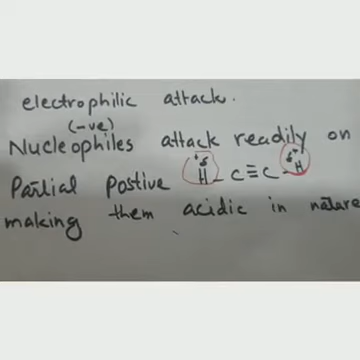 electrophilic attack.
(-ve)
Nucleophiles attack readily on
Partial Postive +δ H - C ≡ C - H δ+
making them acidic in nature